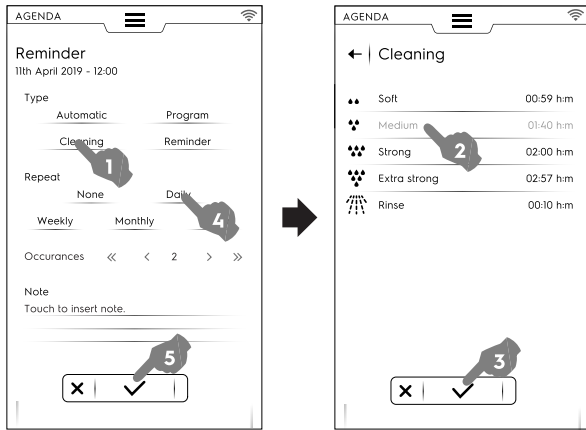 AGENDA
Reminder
11th April 2019 - 12:00
Type
Automatic Program
Cleaning Reminder
1
Repeat
None Daily
4
Weekly Monthly
Occurances << < 2 > >>
Note
Touch to insert note.
5
AGENDA
Cleaning
Soft 00:59 h:m
Medium 01:40 h:m
2
Strong 02:00 h:m
Extra strong 02:57 h:m
Rinse 00:10 h:m
3